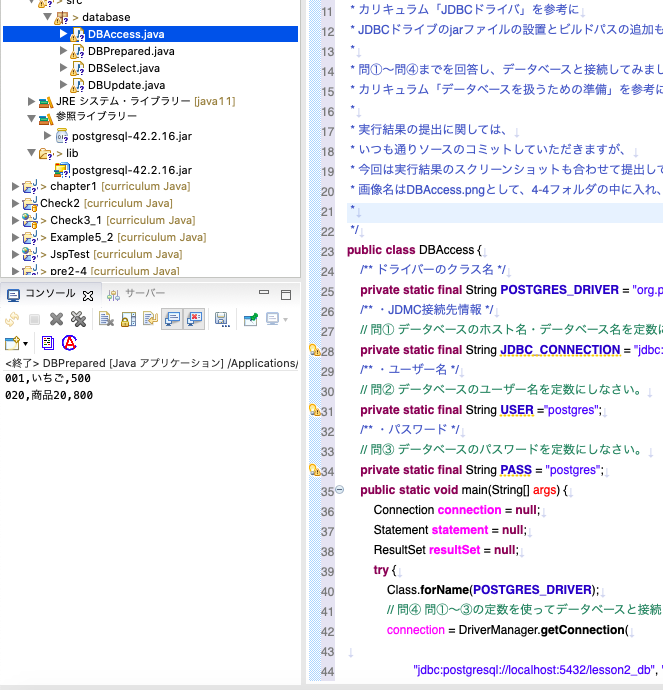 > src
> database
> DBAccess.java
> DBPrepared.java
> DBSelect.java
> DBUpdate.java
JRE システム・ライブラリー [java11]
参照ライブラリー
postgresql-42.2.16.jar
> lib
postgresql-42.2.16.jar
> chapter1 [curriculum Java]
Check2 [curriculum Java]
> Check3_1 [curriculum Java]
> Example5_2 [curriculum Java]
> JspTest [curriculum Java]
> pre2-4 [curriculum Java]
コンソール
サーバー
<終了> DBPrepared [Java アプリケーション] /Applications/
001,いちご,500
020,商品20,800
11 * カリキュラム「JDBCドライバ」を参考に
12 * JDBCドライブのjarファイルの設置とビルドパスの追加も
13 *
14 * 問①〜問④までを回答し、データベースと接続してみまし
15 * カリキュラム「データベースを扱うための準備」を参考に
16 *
17 * 実行結果の提出に関しては、
18 * いつも通りソースのコミットしていただきますが、
19 * 今回は実行結果のスクリーンショットも合わせて提出して
20 * 画像名はDBAccess.pngとして、4-4フォルダの中に入れ、
21 *
22 */
23 public class DBAccess {
24 /** ドライバーのクラス名 */
25 private static final String POSTGRES_DRIVER = "org.p
26 /** ・JDMC接続先情報 */
27 // 問① データベースのホスト名・データベース名を定数に
28 private static final String JDBC_CONNECTION = "jdbc:
29 /** ・ユーザー名 */
30 // 問② データベースのユーザー名を定数にしなさい。
31 private static final String USER ="postgres";
32 /** ・パスワード */
33 // 問③ データベースのパスワードを定数にしなさい。
34 private static final String PASS = "postgres";
35 public static void main(String[] args) {
36 Connection connection = null;
37 Statement statement = null;
38 ResultSet resultSet = null;
39 try {
40 Class.forName(POSTGRES_DRIVER);
41 // 問④ 問①〜③の定数を使ってデータベースと接続
42 connection = DriverManager.getConnection(
43
44 "jdbc:postgresql://localhost:5432/lesson2_db", "